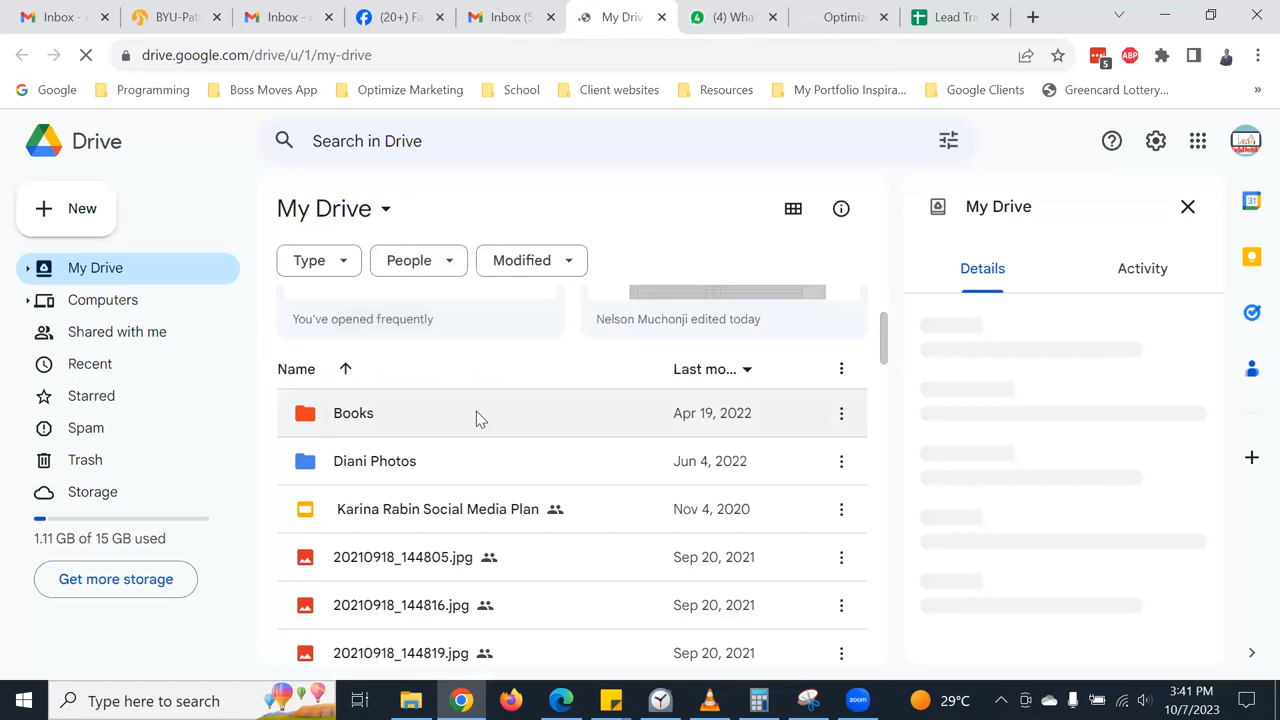 Inbox -
BYU-Pat
Inbox -
(20+) Fa
Inbox (5
My Driv
(4) Wha
Optimize
Lead Tra
drive.google.com/drive/u/1/my-drive
5
ABP
Google
Programming
Boss Moves App
Optimize Marketing
School
Client websites
Resources
My Portfolio Inspira...
Google Clients
Greencard Lottery...
»
Drive
Search in Drive
New
My Drive
Computers
Shared with me
Recent
Starred
Spam
Trash
Storage
1.11 GB of 15 GB used
Get more storage
My Drive
Type
People
Modified
You've opened frequently
Nelson Muchonji edited today
Name
Last mo...
Books
Apr 19, 2022
Diani Photos
Jun 4, 2022
Karina Rabin Social Media Plan
Nov 4, 2020
20210918_144805.jpg
Sep 20, 2021
20210918_144816.jpg
Sep 20, 2021
20210918_144819.jpg
Sep 20, 2021
My Drive
Details
Activity
31
Type here to search
zoom
29°C
3:41 PM
10/7/2023